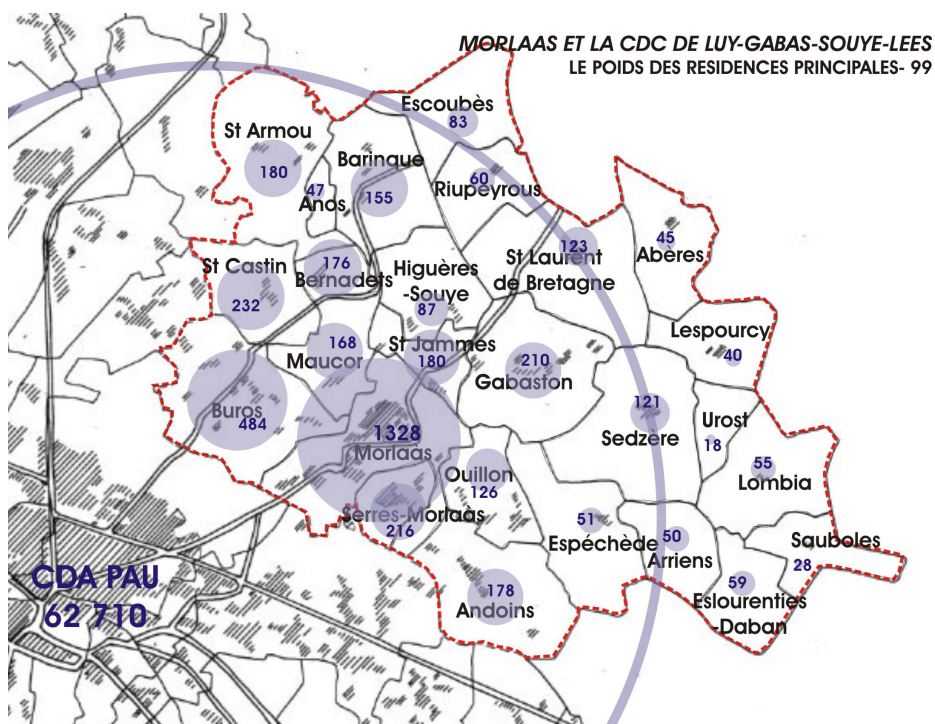 MORLAAS ET LA CDC DE LUY-GABAS-SOUYE-LEES
LE POIDS DES RESIDENCES PRINCIPALES- 99
Escoubès
83
St Armou
180
Barinque
155
47
Anos
60
Riupeyrous
123
St Laurent
de Bretagne
45
Abères
St Castin
232
176
Bernadets
Higuères
-Souye
87
Lespourcy
40
168
Maucor
St Jammes
180
210
Gabaston
Buros
484
121
Sedzère
Urost
18
1328
Morlaàs
Ouillon
126
55
Lombia
Serres-Morlaàs
216
51
Espéchède
50
Arriens
Sauboles
28
CDA PAU
62 710
178
Andoins
59
Eslourenties
-Daban